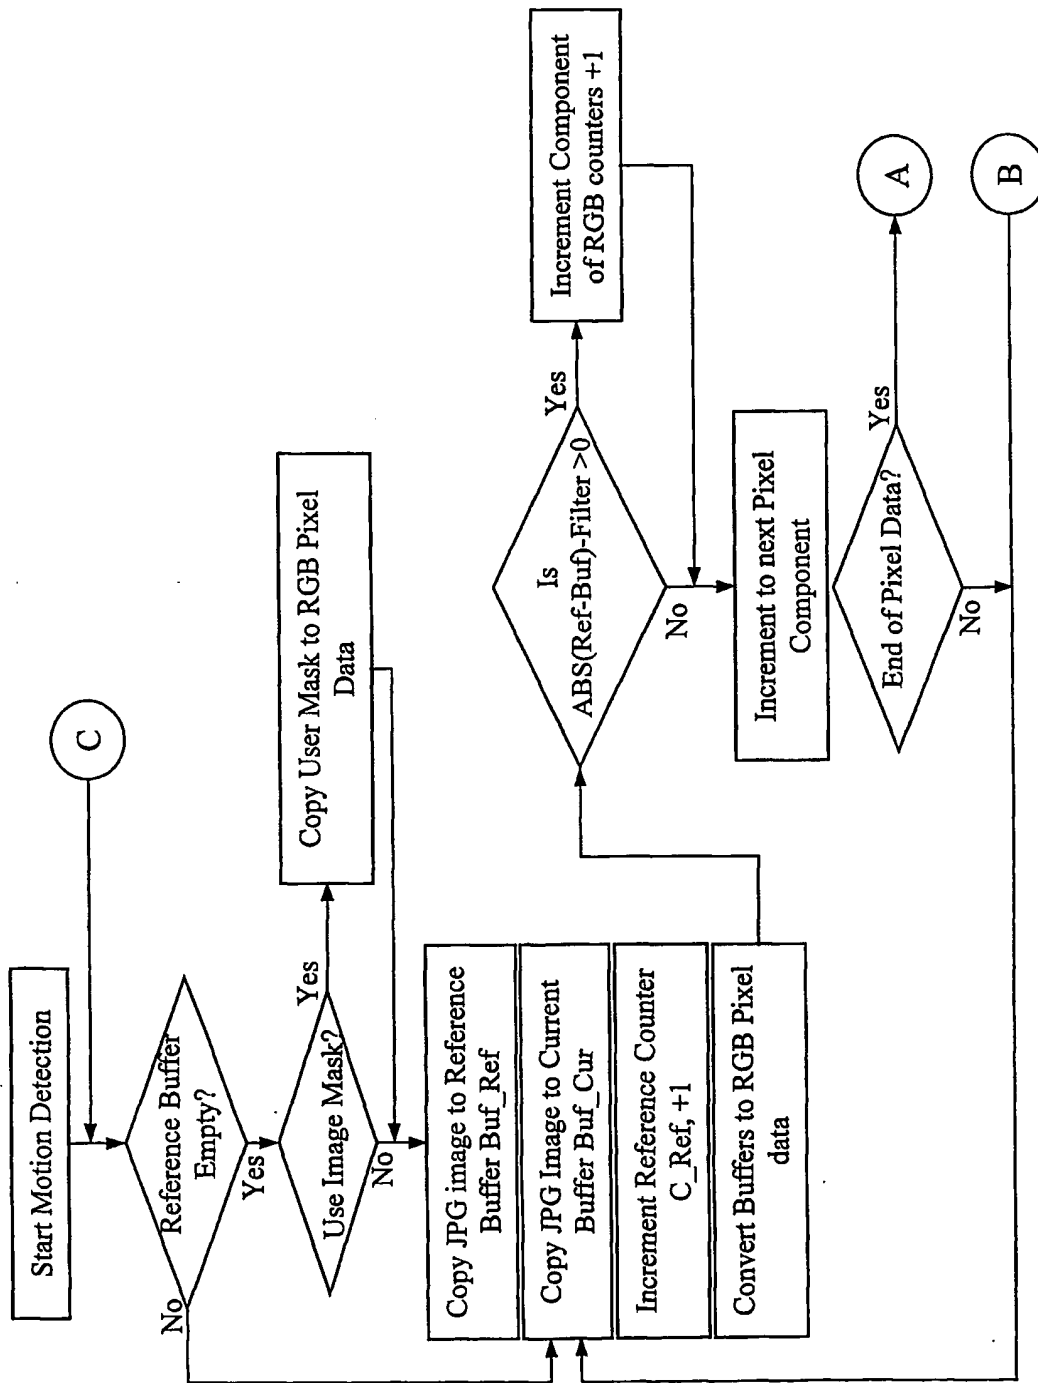 Start Motion Detection
C
Reference Buffer
Empty?
No
Yes
Use Image Mask?
Yes
No
Copy User Mask to RGB Pixel
Data
Copy JPG image to Reference
Buffer Buf_Ref
Copy JPG Image to Current
Buffer Buf_Cur
Increment Reference Counter
C_Ref, +1
Convert Buffers to RGB Pixel
data
Is
ABS(Ref-Buf)-Filter >0
Yes
No
Increment Component
of RGB counters +1
Increment to next Pixel
Component
End of Pixel Data?
Yes
No
A
B